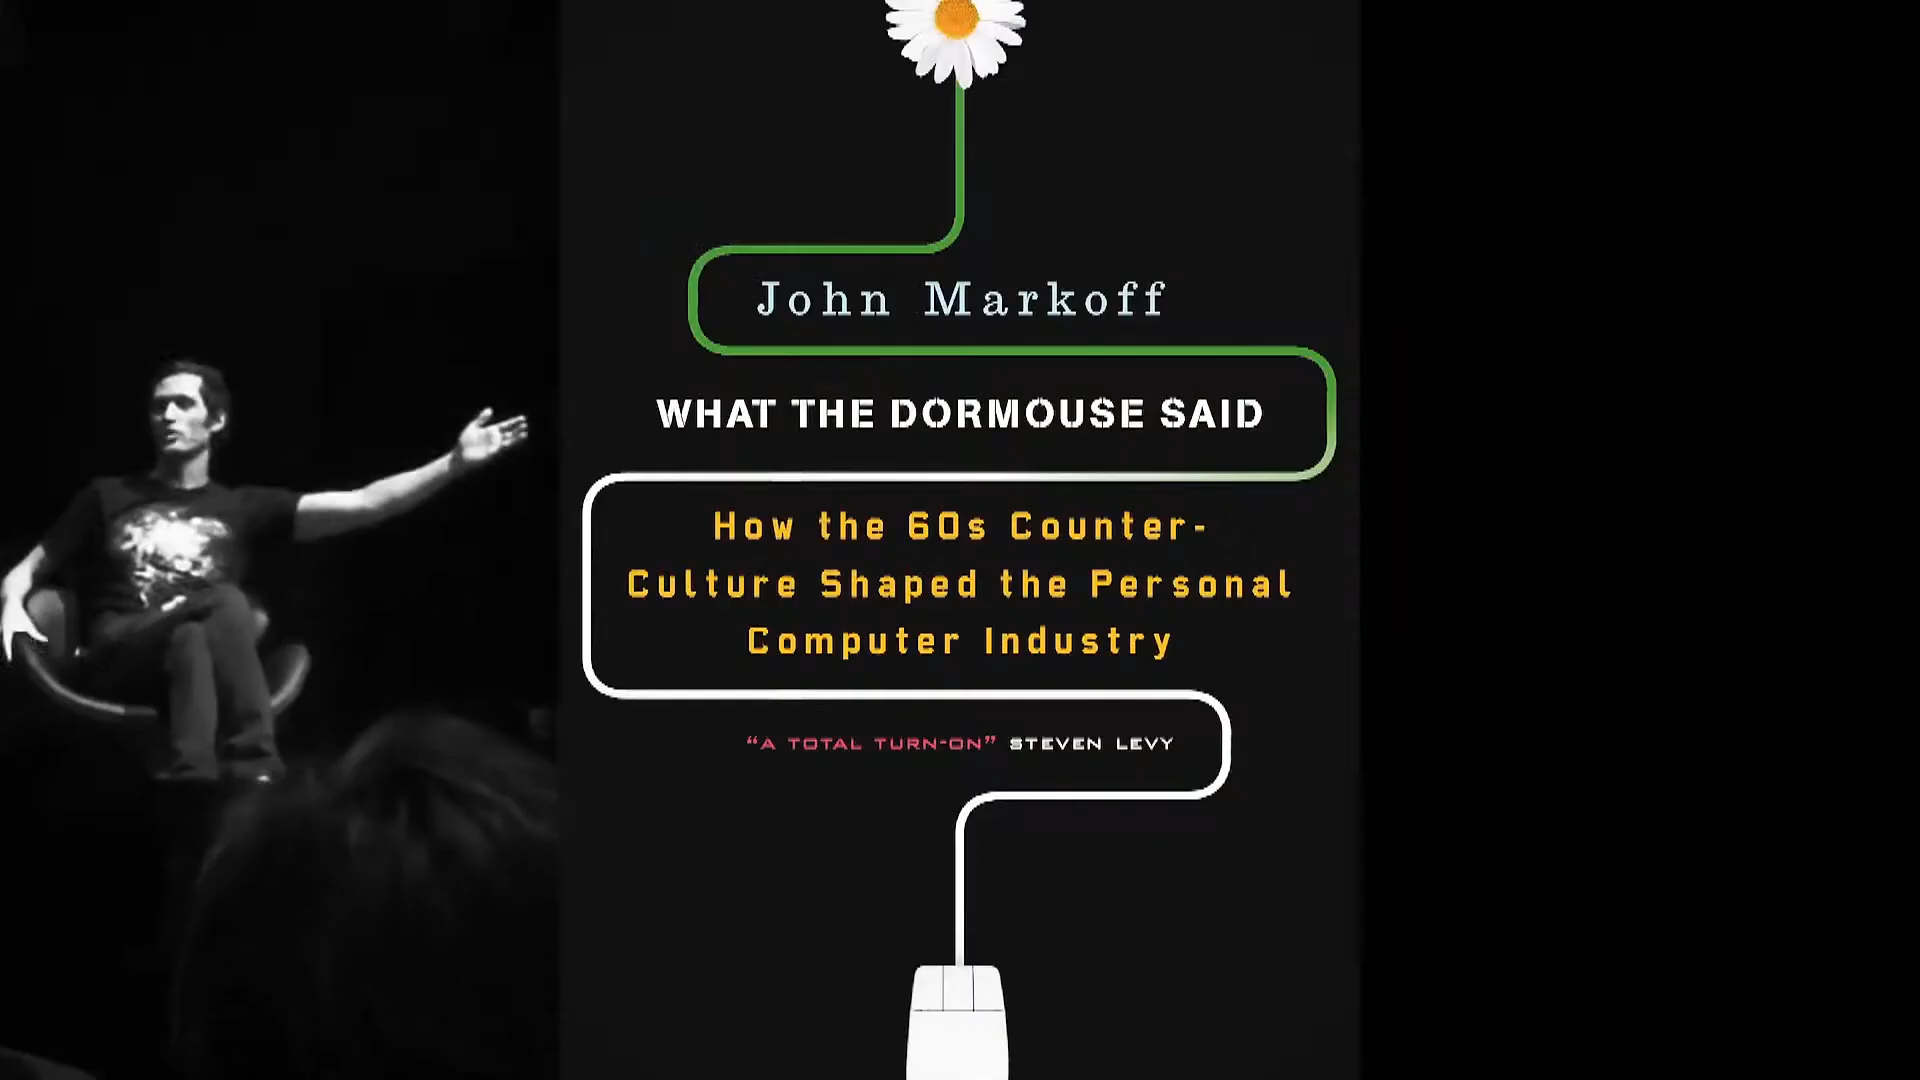 John Markoff
WHAT THE DORMOUSE SAID
How the 60s Counter-
Culture Shaped the Personal
Computer Industry
“A TOTAL TURN-ON” STEVEN LEVY